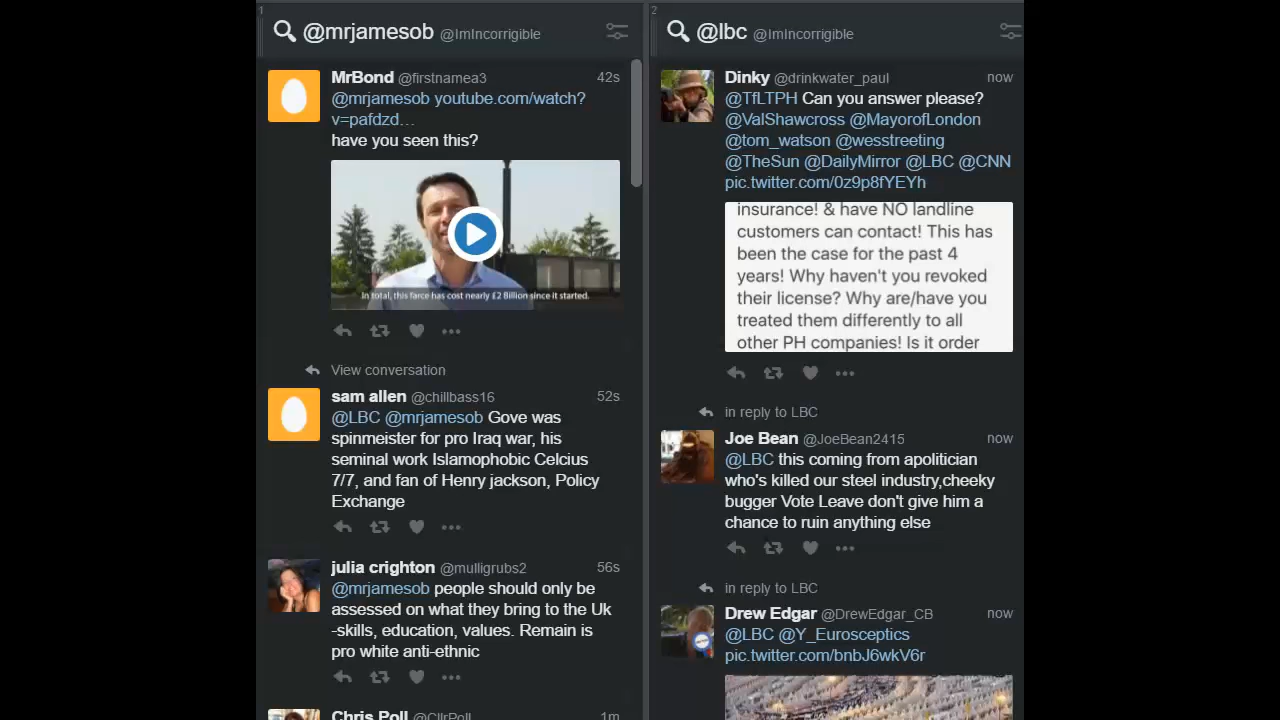 1
@mrjamesob @ImIncorrigible
MrBond @firstnamea3 42s
@mrjamesob youtube.com/watch?
v=pafdzd…
have you seen this?
In total, this farce has cost nearly £2 Billion since it started.
View conversation
sam allen @chillbass16 52s
@LBC @mrjamesob Gove was
spinmeister for pro Iraq war, his
seminal work Islamophobic Celcius
7/7, and fan of Henry jackson, Policy
Exchange
julia crighton @mulligrubs2 56s
@mrjamesob people should only be
assessed on what they bring to the Uk
-skills, education, values. Remain is
pro white anti-ethnic
Chris Poll @CllrPoll 1m
2
@lbc @ImIncorrigible
Dinky @drinkwater_paul now
@TfLTPH Can you answer please?
@ValShawcross @MayorofLondon
@tom_watson @wesstreeting
@TheSun @DailyMirror @LBC @CNN
pic.twitter.com/0z9p8fYEYh
insurance! & have NO landline
customers can contact! This has
been the case for the past 4
years! Why haven't you revoked
their license? Why are/have you
treated them differently to all
other PH companies! Is it order
in reply to LBC
Joe Bean @JoeBean2415 now
@LBC this coming from apolitician
who's killed our steel industry,cheeky
bugger Vote Leave don't give him a
chance to ruin anything else
in reply to LBC
Drew Edgar @DrewEdgar_CB now
@LBC @Y_Eurosceptics
pic.twitter.com/bnbJ6wkV6r